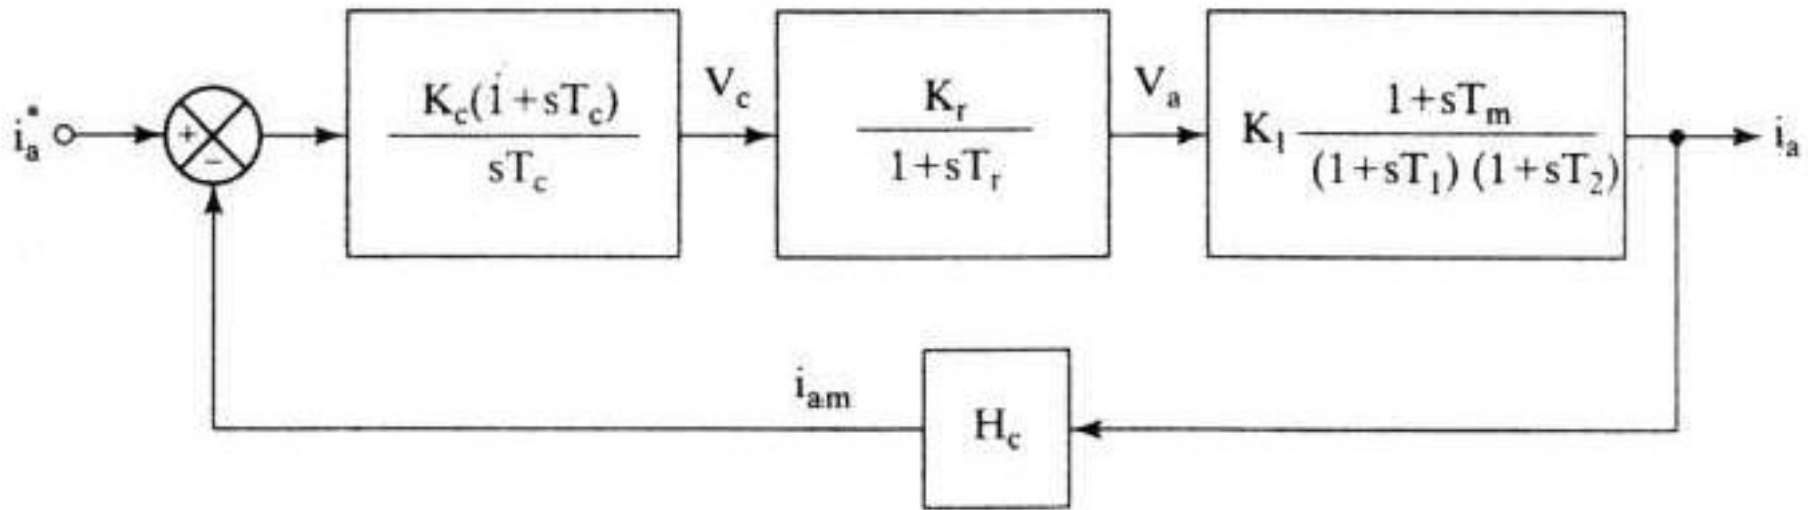 i*a
+
−
Kc(1+sTc)
sTc
Vc
Kr
1+sTr
Va
K1
1+sTm
(1+sT1) (1+sT2)
ia
iam
Hc